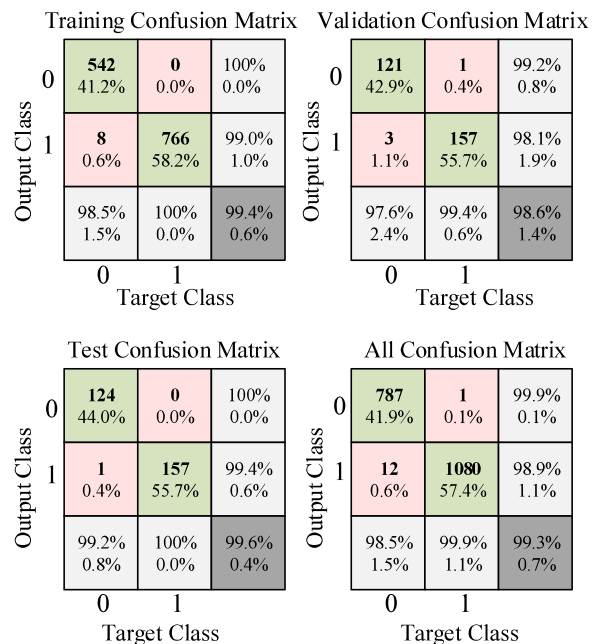 Training Confusion Matrix
542 0 100%
41.2% 0.0% 0.0%
0
8 766 99.0%
0.6% 58.2% 1.0%
1
98.5% 100% 99.4%
1.5% 0.0% 0.6%
0 1
Target Class
Output Class
Validation Confusion Matrix
121 1 99.2%
42.9% 0.4% 0.8%
0
3 157 98.1%
1.1% 55.7% 1.9%
1
97.6% 99.4% 98.6%
2.4% 0.6% 1.4%
0 1
Target Class
Output Class
Test Confusion Matrix
124 0 100%
44.0% 0.0% 0.0%
0
1 157 99.4%
0.4% 55.7% 0.6%
1
99.2% 100% 99.6%
0.8% 0.0% 0.4%
0 1
Target Class
Output Class
All Confusion Matrix
787 1 99.9%
41.9% 0.1% 0.1%
0
12 1080 98.9%
0.6% 57.4% 1.1%
1
98.5% 99.9% 99.3%
1.5% 1.1% 0.7%
0 1
Target Class
Output Class